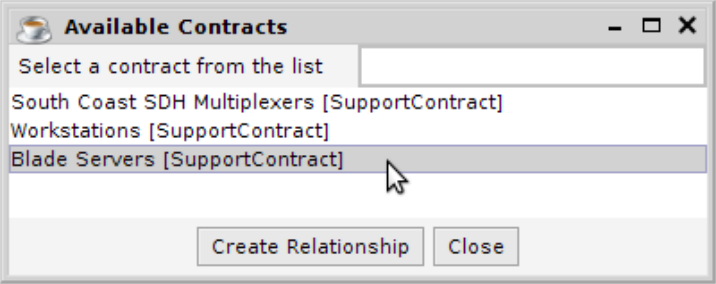 Available Contracts
Select a contract from the list
South Coast SDH Multiplexers [SupportContract]
Workstations [SupportContract]
Blade Servers [SupportContract]
Create Relationship Close